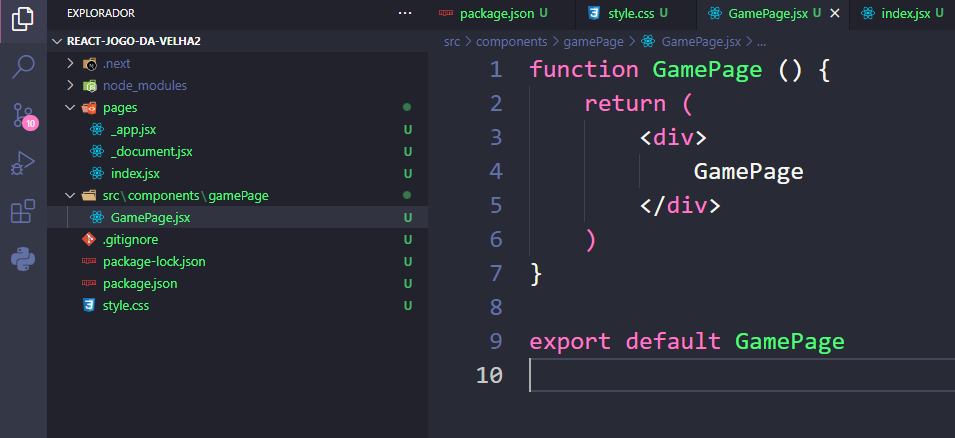 EXPLORADOR ...
package.json U
style.css U
GamePage.jsx U
index.jsx U
REACT-JOGO-DA-VELHA2
.next
node_modules
pages
_app.jsx U
_document.jsx U
index.jsx U
src\components\gamePage
GamePage.jsx U
.gitignore U
package-lock.json U
package.json U
style.css U
10
src > components > gamePage > GamePage.jsx > ...
1 function GamePage () {
2 return (
3 <div>
4 GamePage
5 </div>
6 )
7 }
8
9 export default GamePage
10